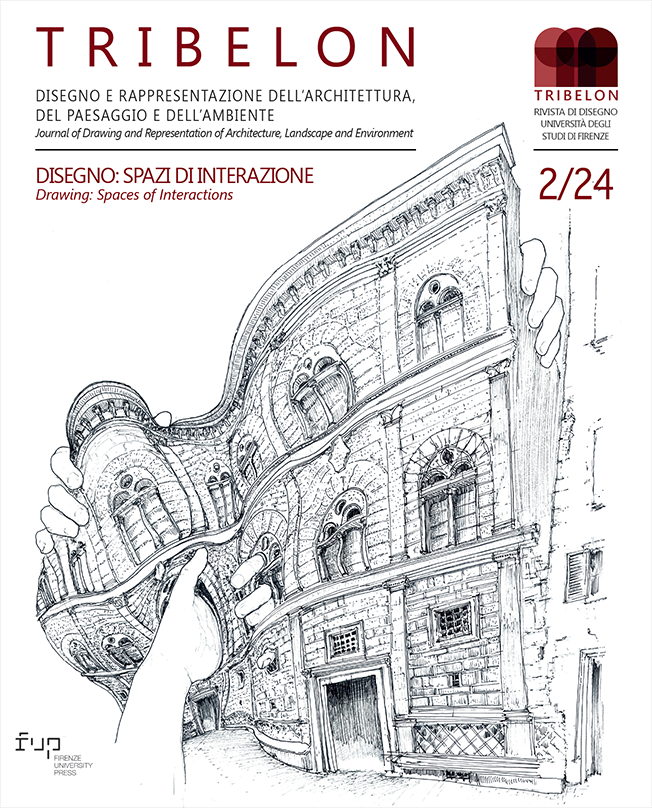 TRIBELON
DISEGNO E RAPPRESENTAZIONE DELL'ARCHITETTURA,
DEL PAESAGGIO E DELL'AMBIENTE
Journal of Drawing and Representation of Architecture, Landscape and Environment
TRIBELON
RIVISTA DI DISEGNO
UNIVERSITÀ DEGLI
STUDI DI FIRENZE
DISEGNO: SPAZI DI INTERAZIONE
Drawing: Spaces of Interactions
2/24
fup
FIRENZE
UNIVERSITY
PRESS